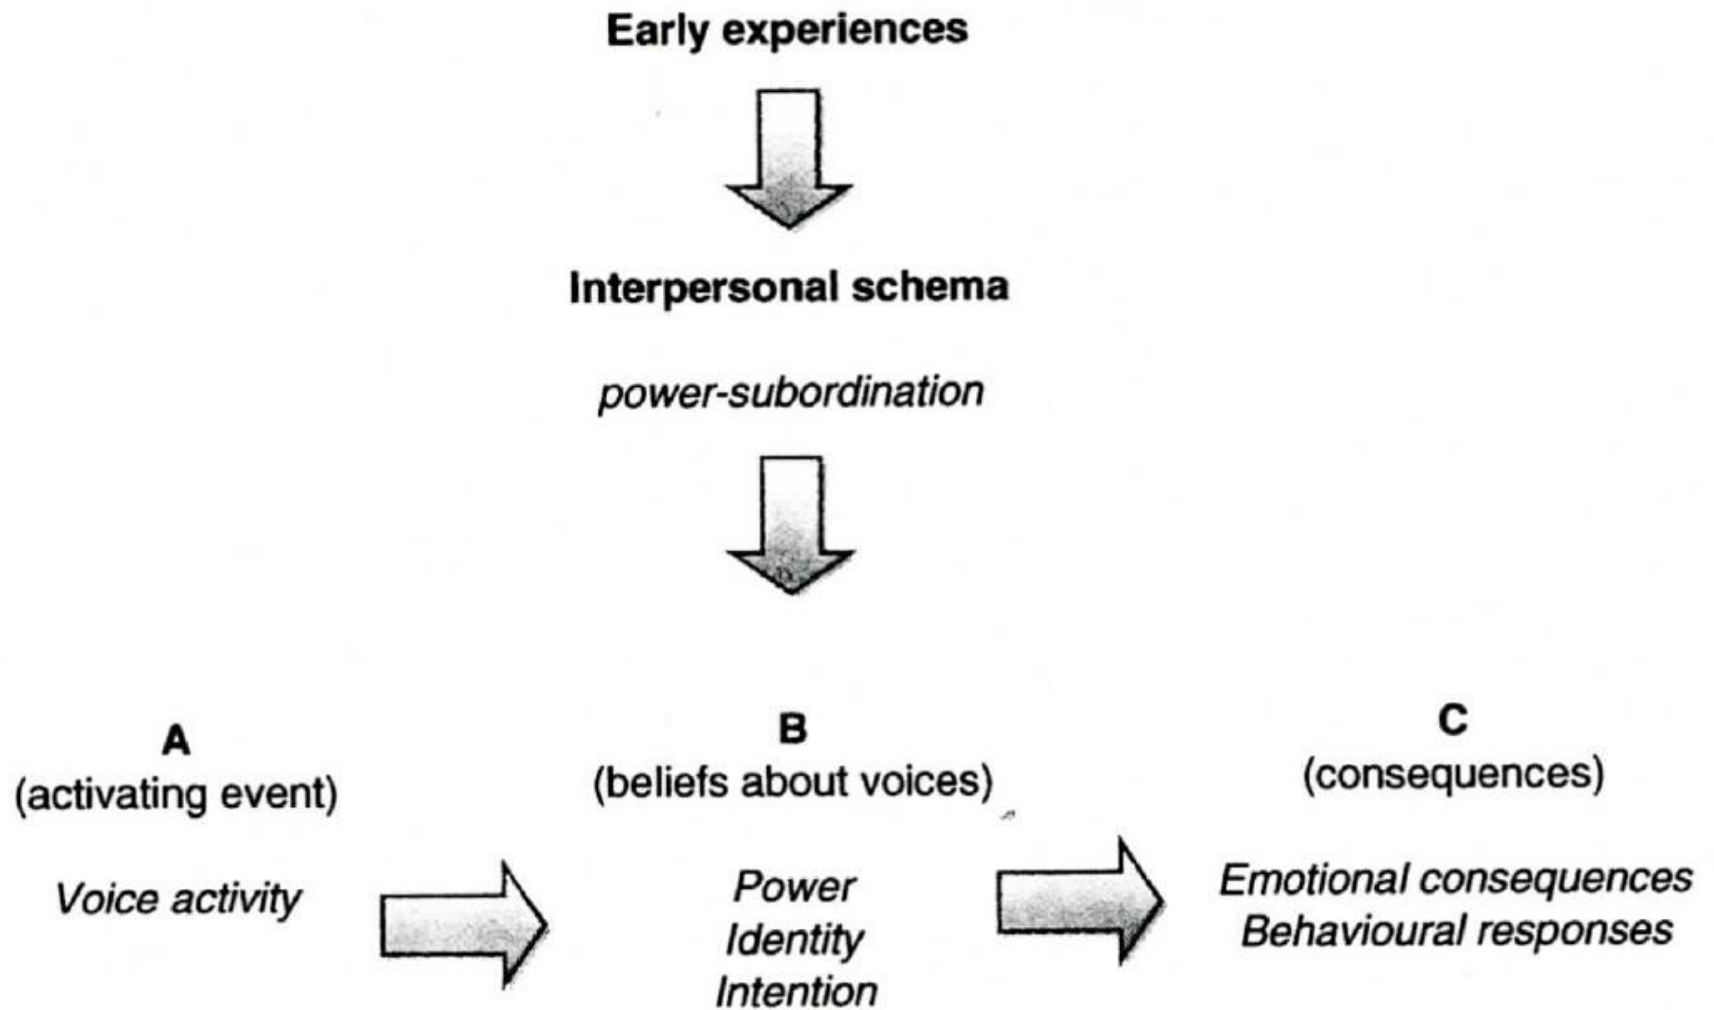 Early experiences
Interpersonal schema
power-subordination
A
(activating event)
Voice activity
B
(beliefs about voices)
Power
Identity
Intention
C
(consequences)
Emotional consequences
Behavioural responses